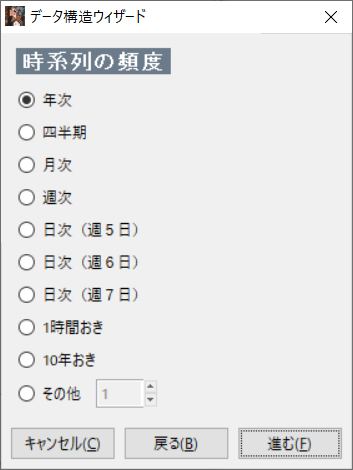 データ構造ウィザード
時系列の頻度
年次
四半期
月次
週次
日次（週５日）
日次（週６日）
日次（週７日）
1時間おき
10年おき
その他 1
キャンセル(C) 戻る(B) 進む(F)